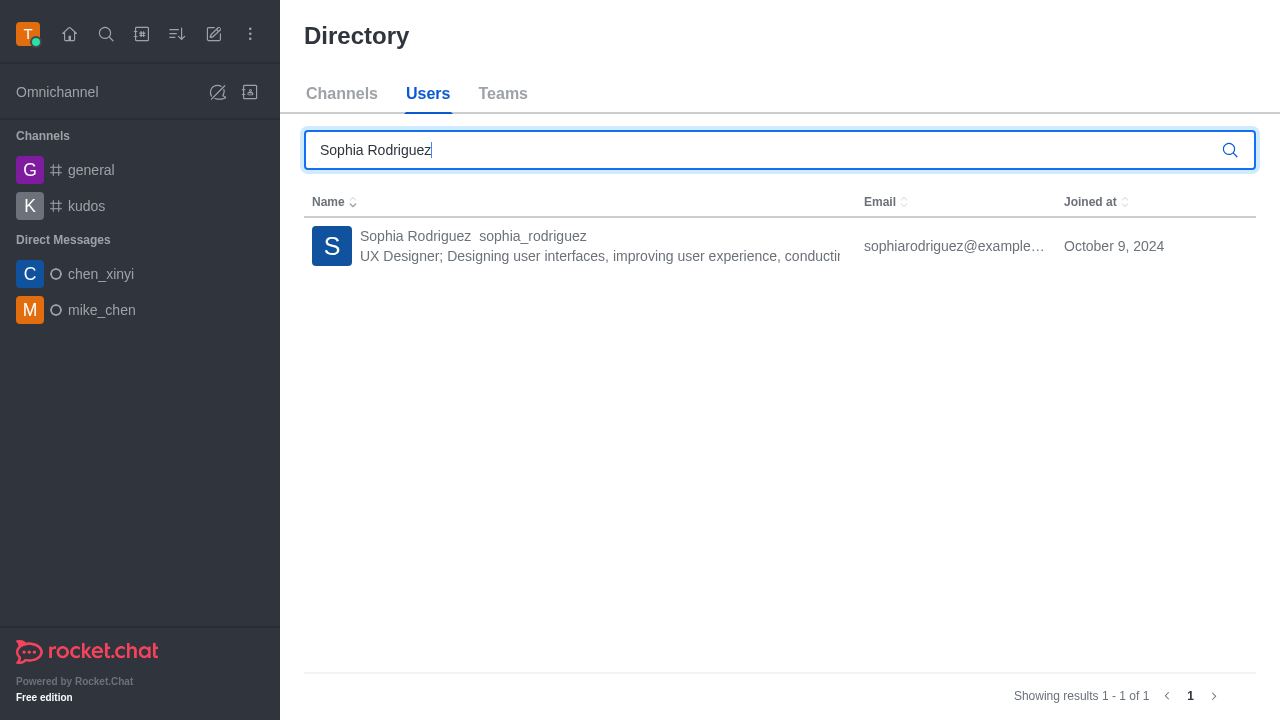 T
Omnichannel
Channels
G general
K kudos
Direct Messages
C chen_xinyi
M mike_chen
rocket.chat
Powered by Rocket.Chat
Free edition
Directory
Channels Users Teams
Sophia Rodriguez
Name Email Joined at
S
Sophia Rodriguez sophia_rodriguez
UX Designer; Designing user interfaces, improving user experience, conductin
sophiarodriguez@example… October 9, 2024
Showing results 1 - 1 of 1 1